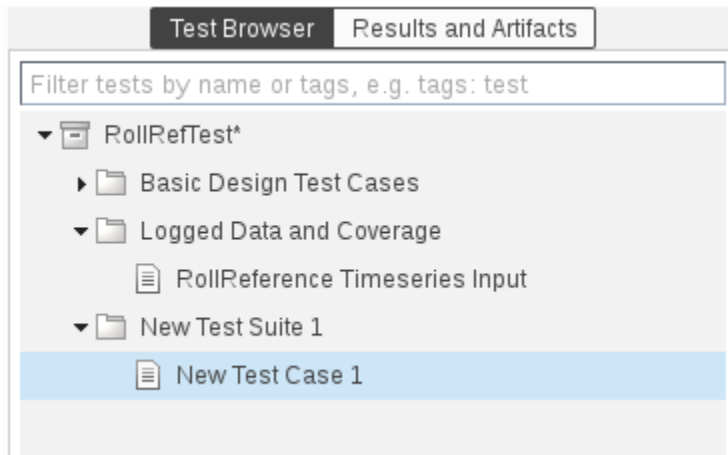 Test Browser Results and Artifacts
Filter tests by name or tags, e.g. tags: test
RollRefTest*
Basic Design Test Cases
Logged Data and Coverage
RollReference Timeseries Input
New Test Suite 1
New Test Case 1